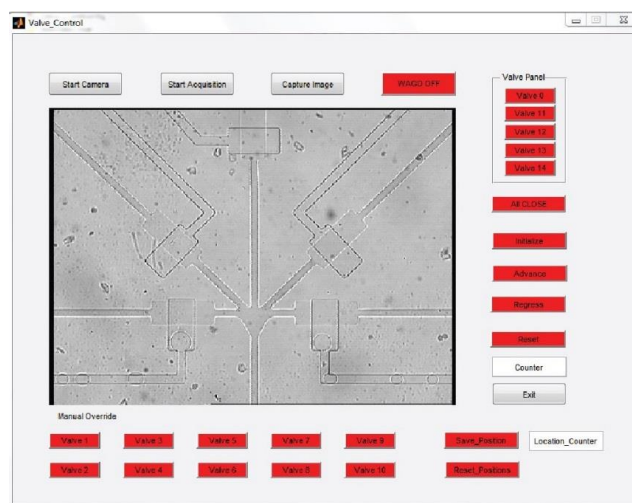 Valve_Control
Start Camera
Start Acquisition
Capture Image
WAGO OFF
Valve Panel
Valve 0
Valve 11
Valve 12
Valve 13
Valve 14
All CLOSE
Initialize
Advance
Regress
Reset
Counter
Exit
Manual Override
Valve 1 Valve 3 Valve 5 Valve 7 Valve 9 Save_Position Location_Counter
Valve 2 Valve 4 Valve 6 Valve 8 Valve 10 Reset_Positions